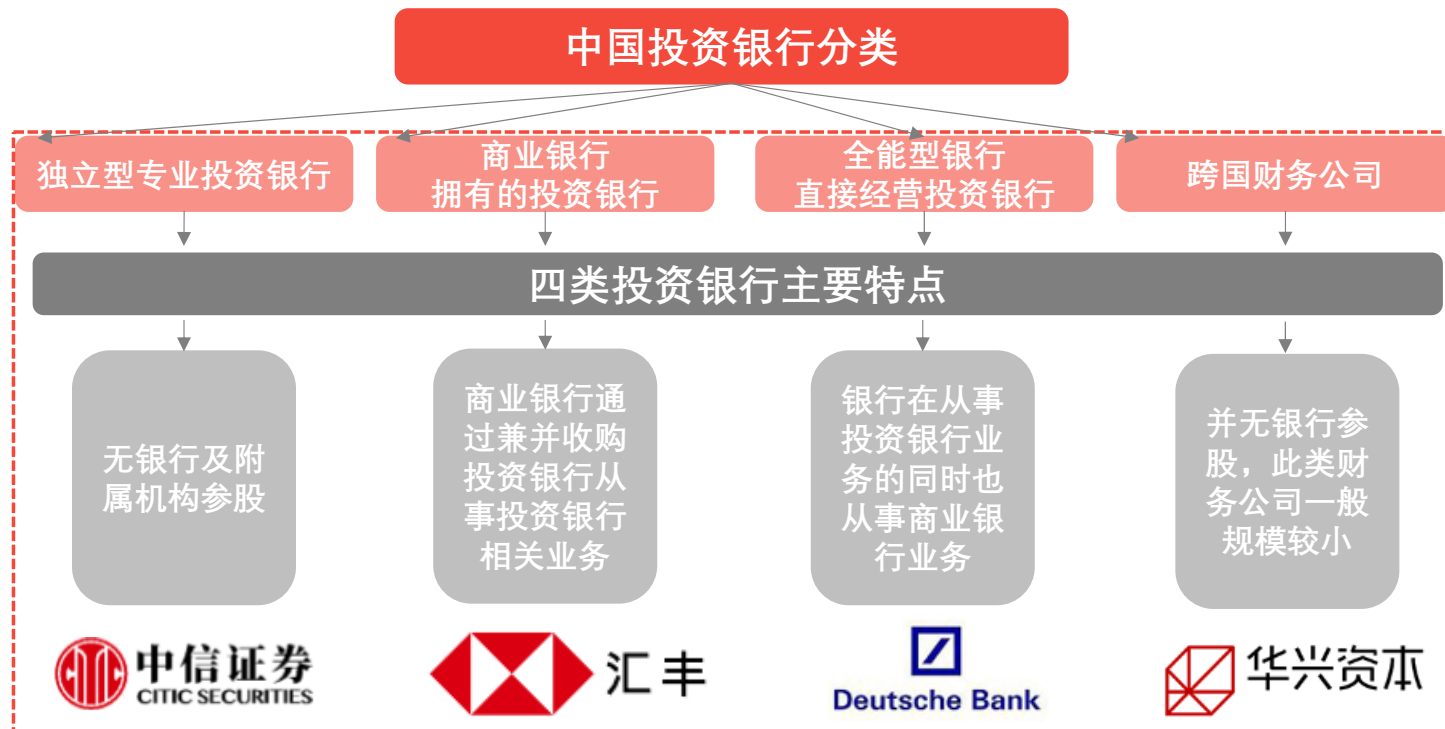 中国投资银行分类
独立型专业投资银行
商业银行
拥有的投资银行
全能型银行
直接经营投资银行
跨国财务公司
四类投资银行主要特点
无银行及附
属机构参股
商业银行通
过兼并收购
投资银行从
事投资银行
相关业务
银行在从事
投资银行业
务的同时也
从事商业银
行业务
并无银行参
股，此类财
务公司一般
规模较小
中信证券
CITIC SECURITIES
汇丰
Deutsche Bank
华兴资本